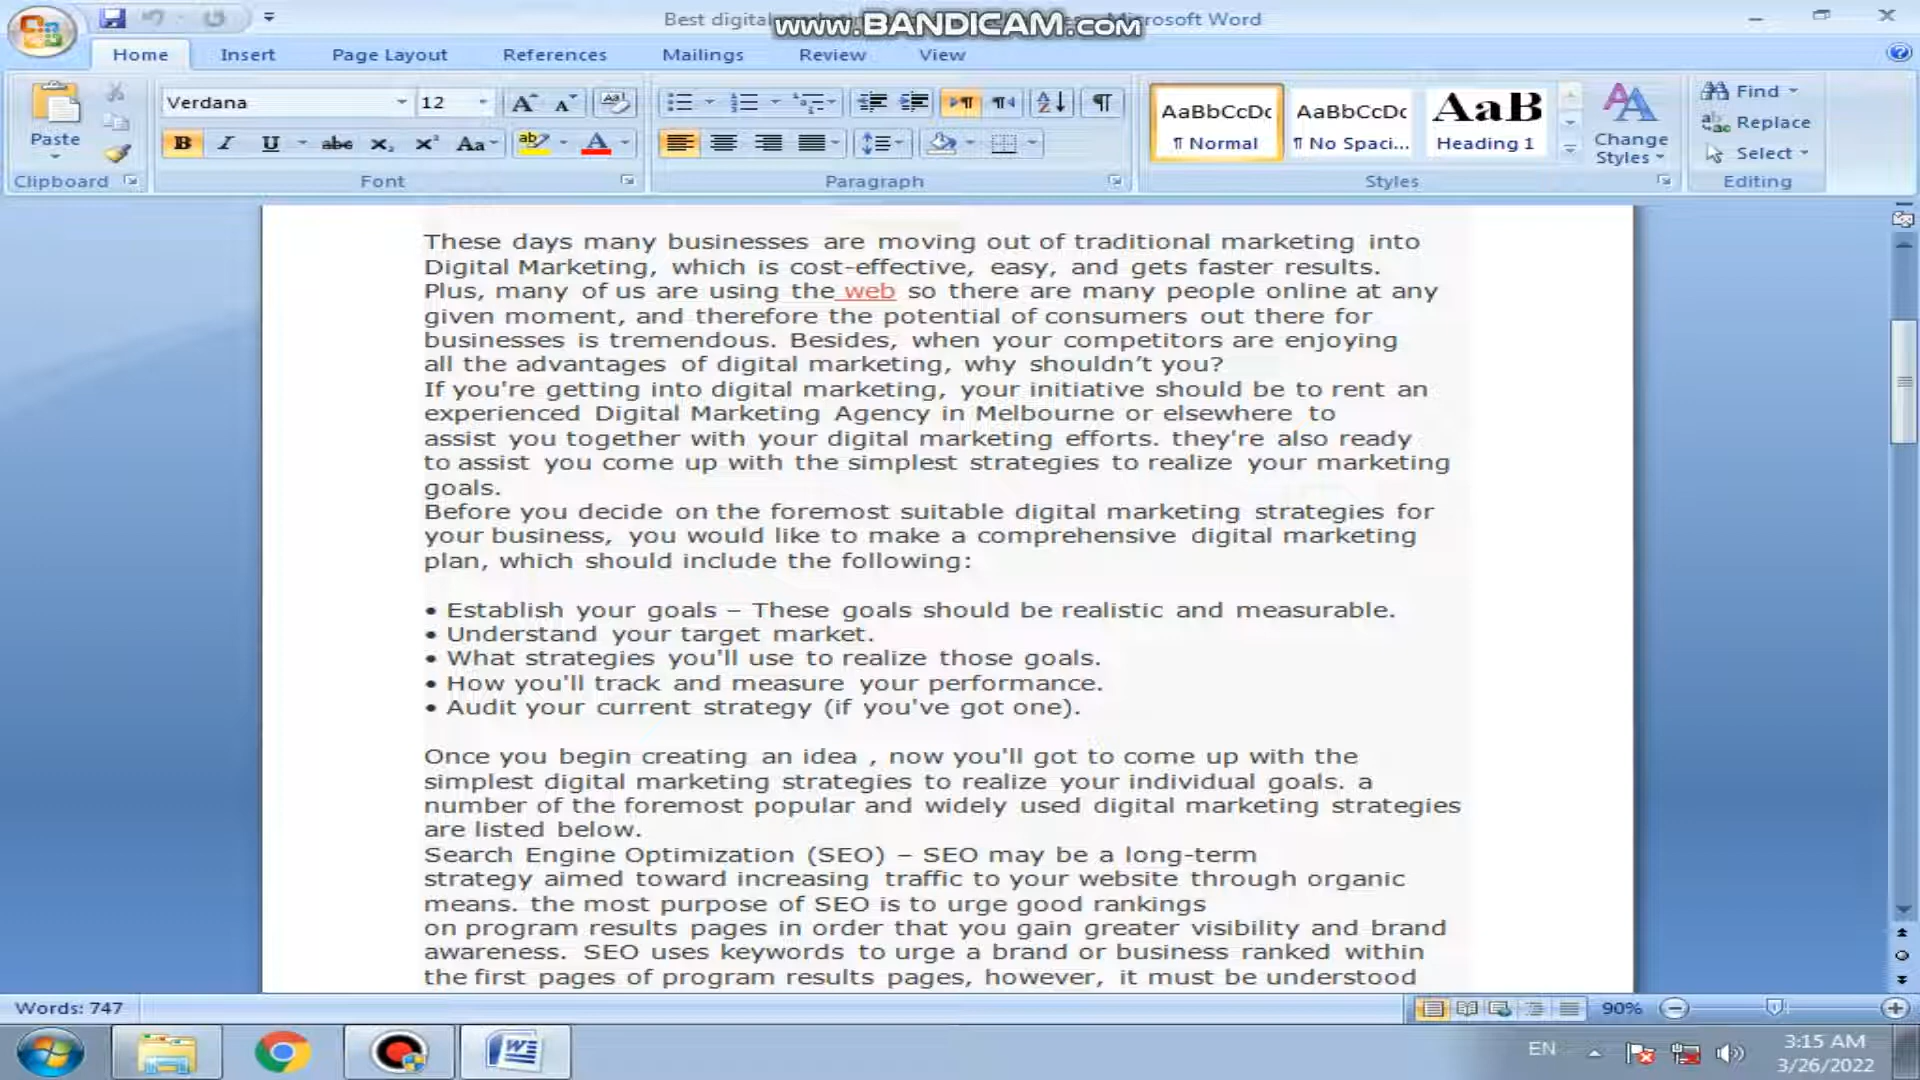 Best digital Microsoft Word
www.BANDICAM.com
Home Insert Page Layout References Mailings Review View
Verdana 12
Paste
Clipboard
Font
Paragraph
AaBbCcDc AaBbCcDc AaB
¶ Normal ¶ No Spaci... Heading 1
Change Styles
Styles
Find
Replace
Select
Editing
These days many businesses are moving out of traditional marketing into
Digital Marketing, which is cost-effective, easy, and gets faster results.
Plus, many of us are using the web so there are many people online at any
given moment, and therefore the potential of consumers out there for
businesses is tremendous. Besides, when your competitors are enjoying
all the advantages of digital marketing, why shouldn't you?
If you're getting into digital marketing, your initiative should be to rent an
experienced Digital Marketing Agency in Melbourne or elsewhere to
assist you together with your digital marketing efforts. they're also ready
to assist you come up with the simplest strategies to realize your marketing
goals.
Before you decide on the foremost suitable digital marketing strategies for
your business, you would like to make a comprehensive digital marketing
plan, which should include the following:
• Establish your goals – These goals should be realistic and measurable.
• Understand your target market.
• What strategies you'll use to realize those goals.
• How you'll track and measure your performance.
• Audit your current strategy (if you've got one).
Once you begin creating an idea , now you'll got to come up with the
simplest digital marketing strategies to realize your individual goals. a
number of the foremost popular and widely used digital marketing strategies
are listed below.
Search Engine Optimization (SEO) – SEO may be a long-term
strategy aimed toward increasing traffic to your website through organic
means. the most purpose of SEO is to urge good rankings
on program results pages in order that you gain greater visibility and brand
awareness. SEO uses keywords to urge a brand or business ranked within
the first pages of program results pages, however, it must be understood
Words: 747
90%
EN
3:15 AM
3/26/2022